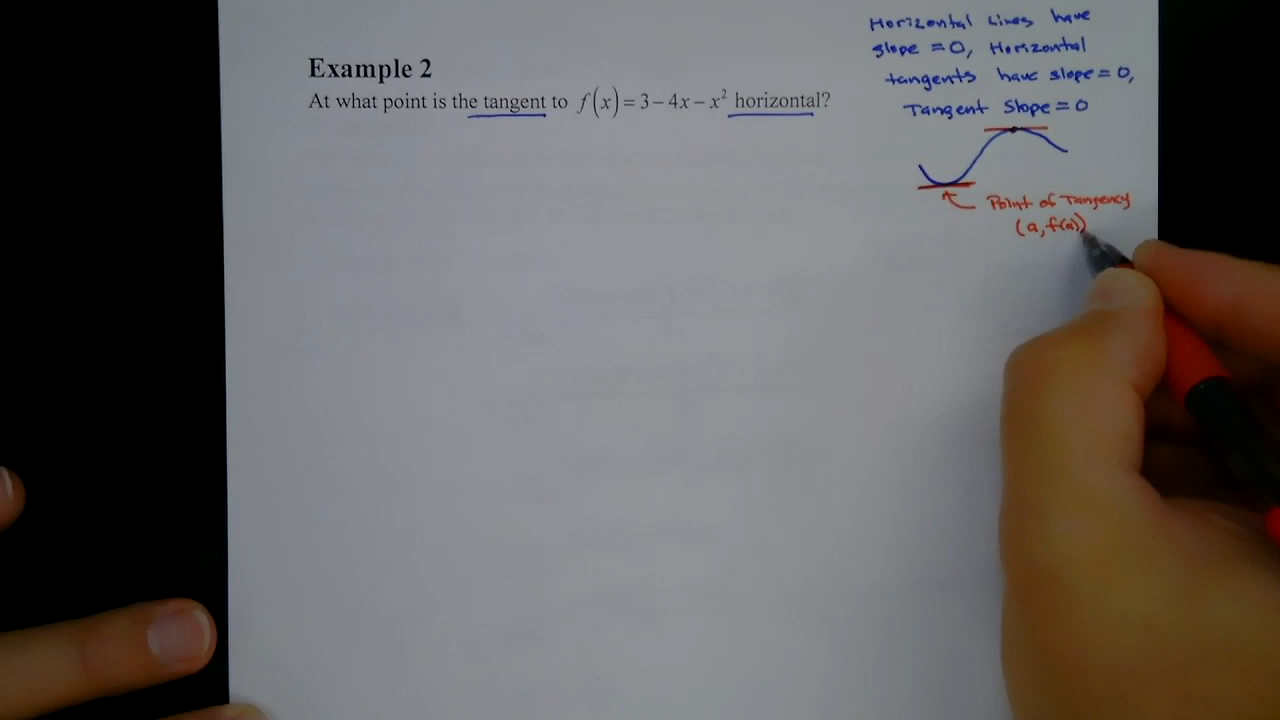 Example 2
At what point is the tangent to f(x) = 3 − 4x − x² horizontal?
Horizontal Lines have
slope = 0, Horizontal
tangents have slope = 0,
Tangent Slope = 0
Point of Tangency
(a, f(a))